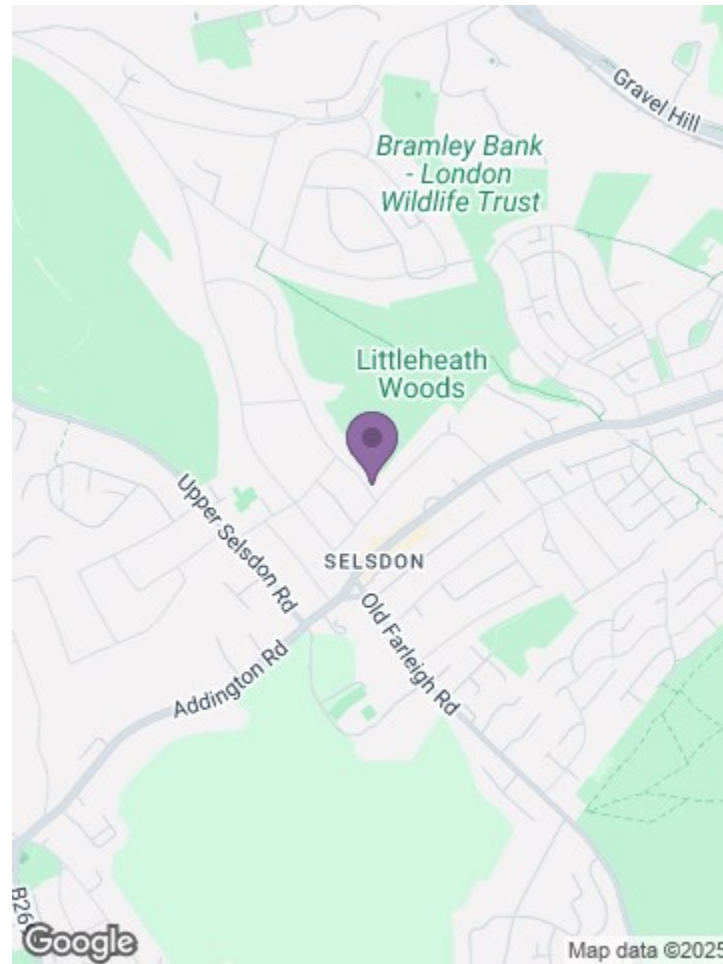 Gravel Hill
Bramley Bank
- London
Wildlife Trust
Littleheath
Woods
Upper Selsdon Rd
SELSDON
Old Farleigh Rd
Addington Rd
Google
Map data ©2025